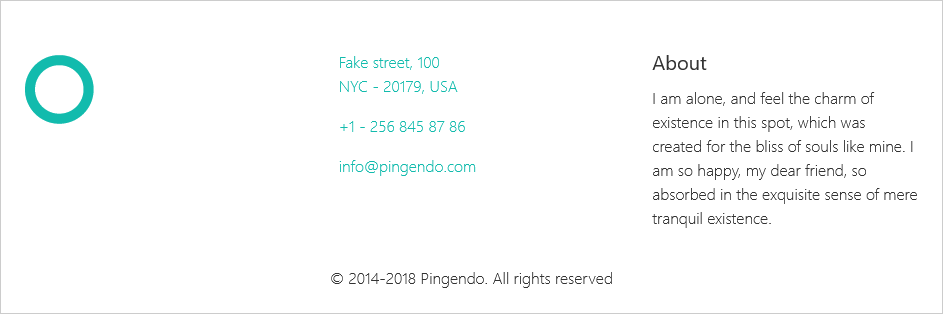 Fake street, 100
NYC - 20179, USA
+1 - 256 845 87 86
info@pingendo.com
About
I am alone, and feel the charm of
existence in this spot, which was
created for the bliss of souls like mine. I
am so happy, my dear friend, so
absorbed in the exquisite sense of mere
tranquil existence.
© 2014-2018 Pingendo. All rights reserved